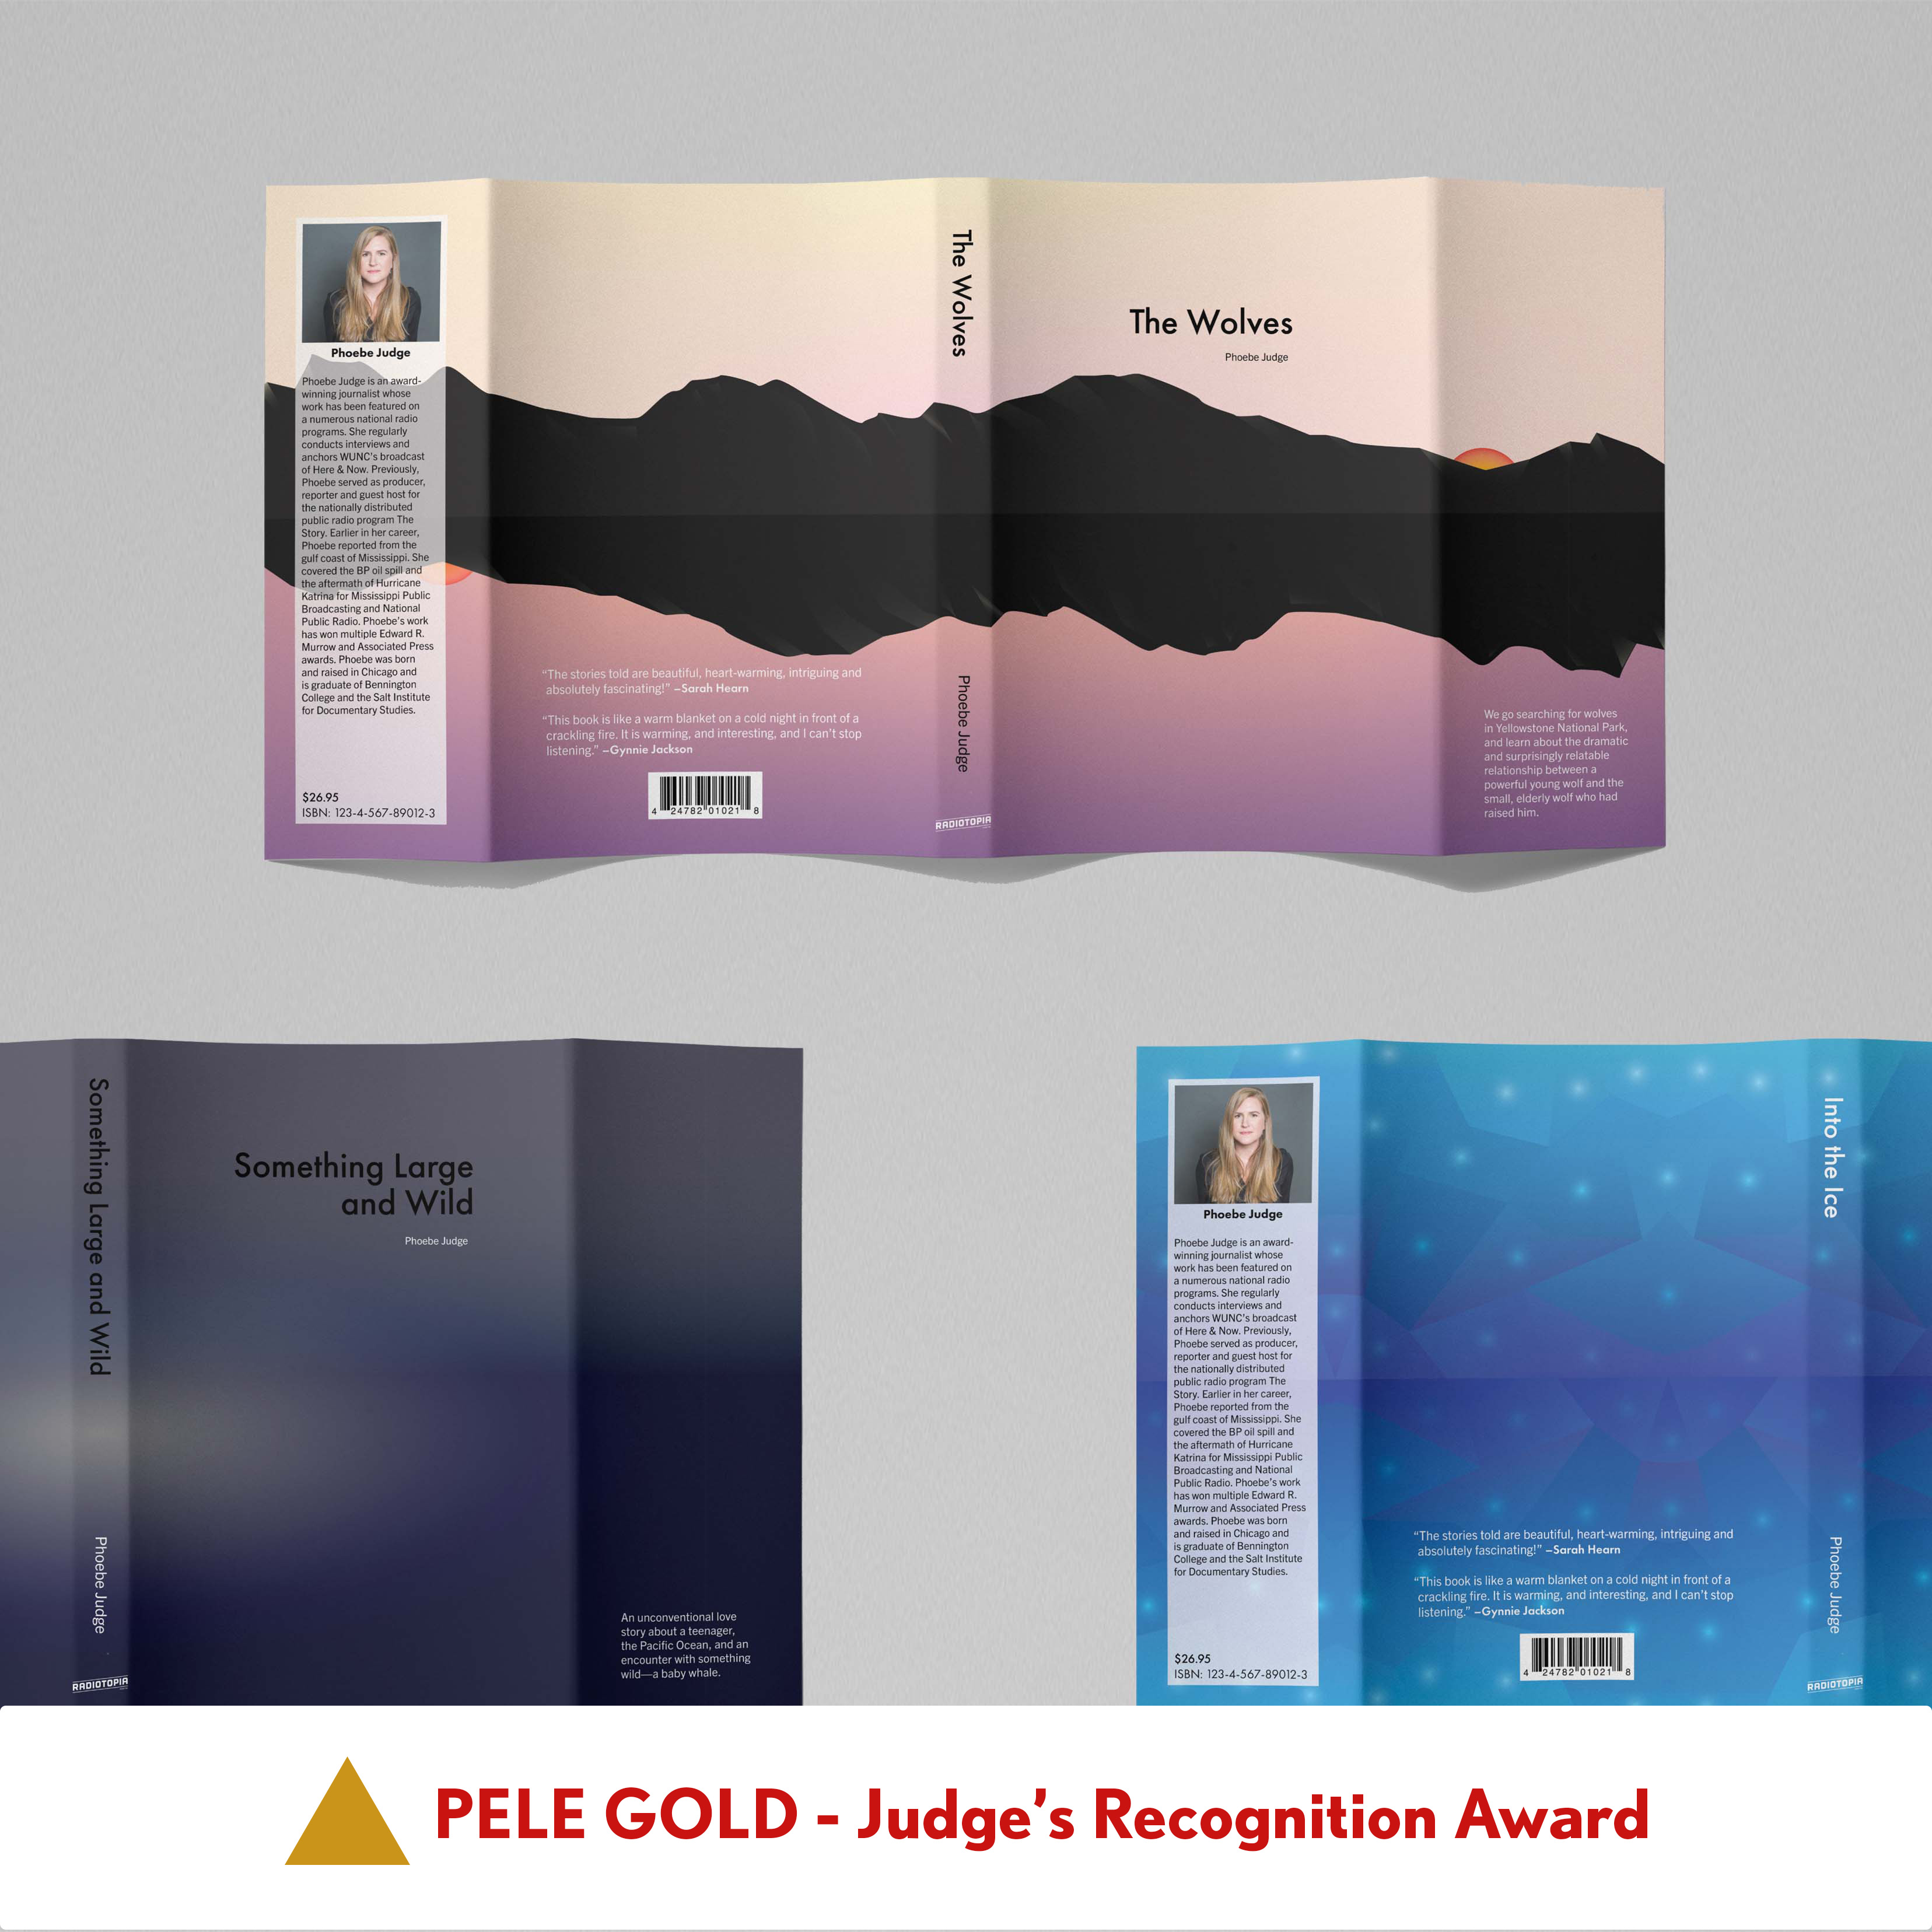 Phoebe Judge
Phoebe Judge is an award-
winning journalist whose
work has been featured on
a numerous national radio
programs. She regularly
conducts interviews and
anchors WUNC's broadcast
of Here & Now. Previously,
Phoebe served as producer,
reporter and guest host for
the nationally distributed
public radio program The
Story. Earlier in her career,
Phoebe reported from the
gulf coast of Mississippi. She
covered the BP oil spill and
the aftermath of Hurricane
Katrina for Mississippi Public
Broadcasting and National
Public Radio. Phoebe's work
has won multiple Edward R.
Murrow and Associated Press
awards. Phoebe was born
and raised in Chicago and
is graduate of Bennington
College and the Salt Institute
for Documentary Studies.
$26.95
ISBN: 123-4-567-89012-3
“The stories told are beautiful, heart-warming, intriguing and
absolutely fascinating!” –Sarah Hearn
“This book is like a warm blanket on a cold night in front of a
crackling fire. It is warming, and interesting, and I can't stop
listening.” –Gynnie Jackson
4 24782 01021 8
The Wolves
Phoebe Judge
RADIOTOPIA
The Wolves
Phoebe Judge
We go searching for wolves
in Yellowstone National Park,
and learn about the dramatic
and surprisingly relatable
relationship between a
powerful young wolf and the
small, elderly wolf who had
raised him.
Something Large and Wild
Phoebe Judge
RADIOTOPIA
Something Large
and Wild
Phoebe Judge
An unconventional love
story about a teenager,
the Pacific Ocean, and an
encounter with something
wild—a baby whale.
Phoebe Judge
Phoebe Judge is an award-
winning journalist whose
work has been featured on
a numerous national radio
programs. She regularly
conducts interviews and
anchors WUNC's broadcast
of Here & Now. Previously,
Phoebe served as producer,
reporter and guest host for
the nationally distributed
public radio program The
Story. Earlier in her career,
Phoebe reported from the
gulf coast of Mississippi. She
covered the BP oil spill and
the aftermath of Hurricane
Katrina for Mississippi Public
Broadcasting and National
Public Radio. Phoebe's work
has won multiple Edward R.
Murrow and Associated Press
awards. Phoebe was born
and raised in Chicago and
is graduate of Bennington
College and the Salt Institute
for Documentary Studies.
$26.95
ISBN: 123-4-567-89012-3
“The stories told are beautiful, heart-warming, intriguing and
absolutely fascinating!” –Sarah Hearn
“This book is like a warm blanket on a cold night in front of a
crackling fire. It is warming, and interesting, and I can't stop
listening.” –Gynnie Jackson
4 24782 01021 8
Into the Ice
Phoebe Judge
RADIOTOPIA
PELE GOLD - Judge’s Recognition Award